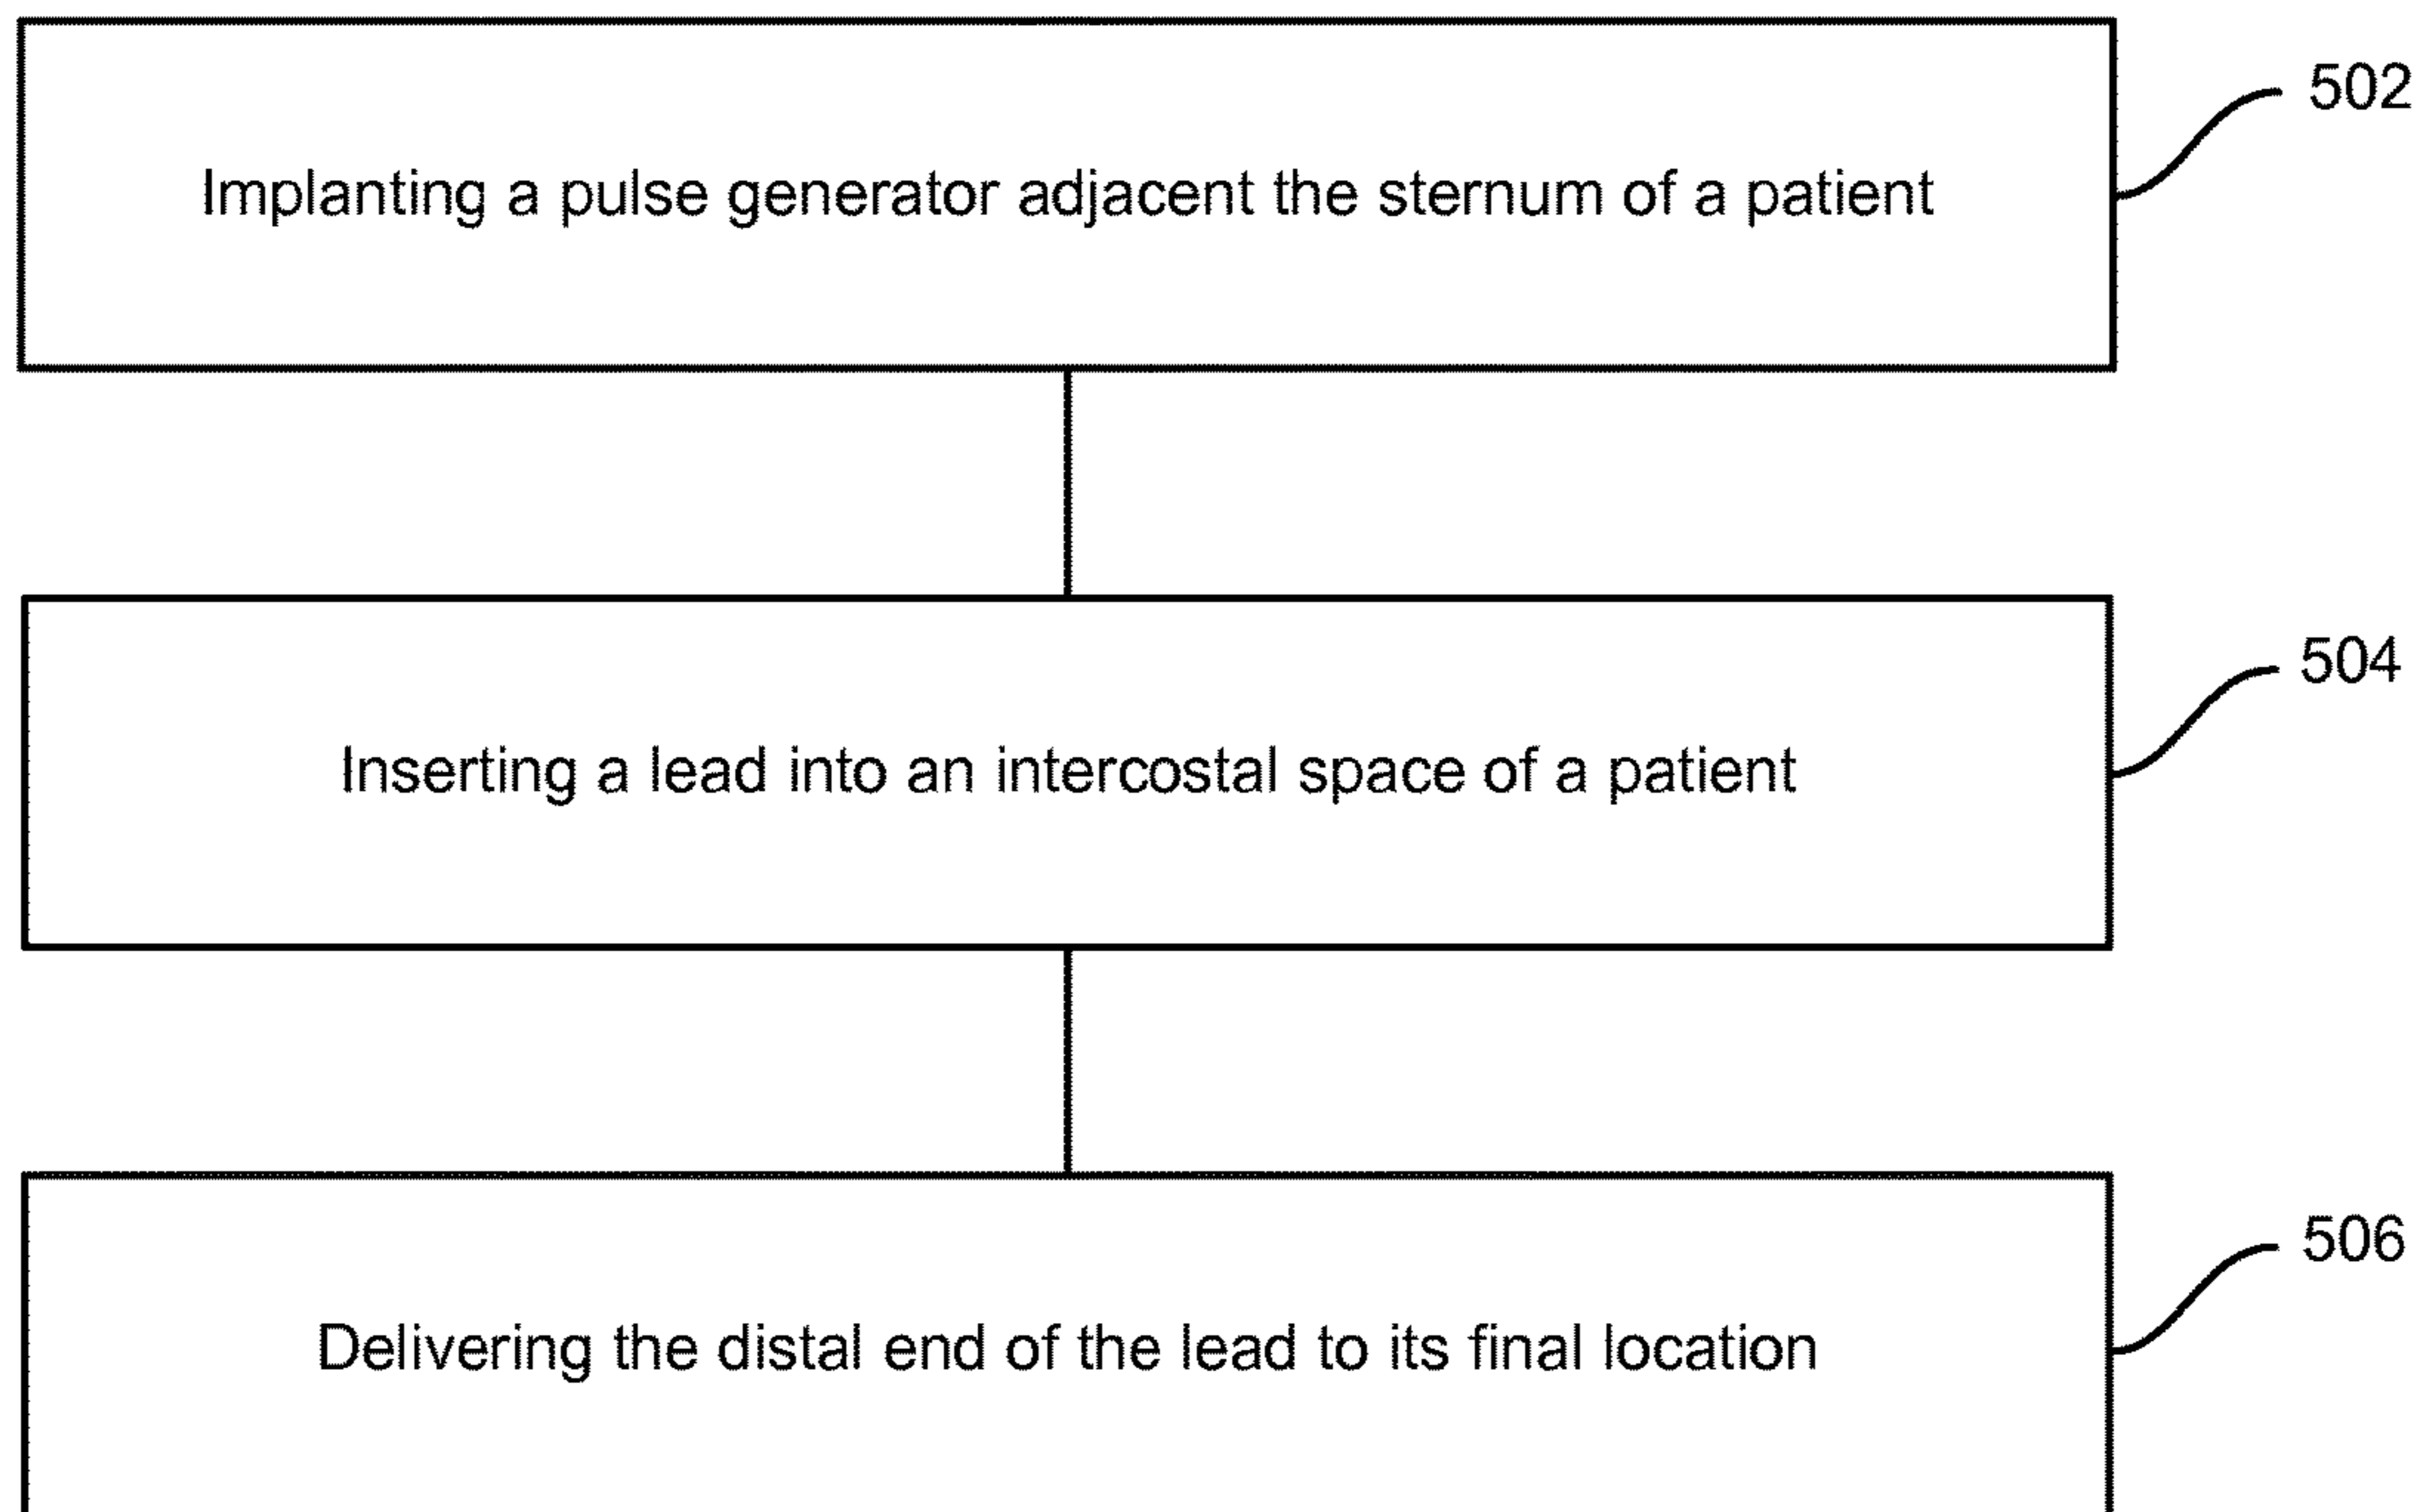 502
Implanting a pulse generator adjacent the sternum of a patient
504
Inserting a lead into an intercostal space of a patient
506
Delivering the distal end of the lead to its final location